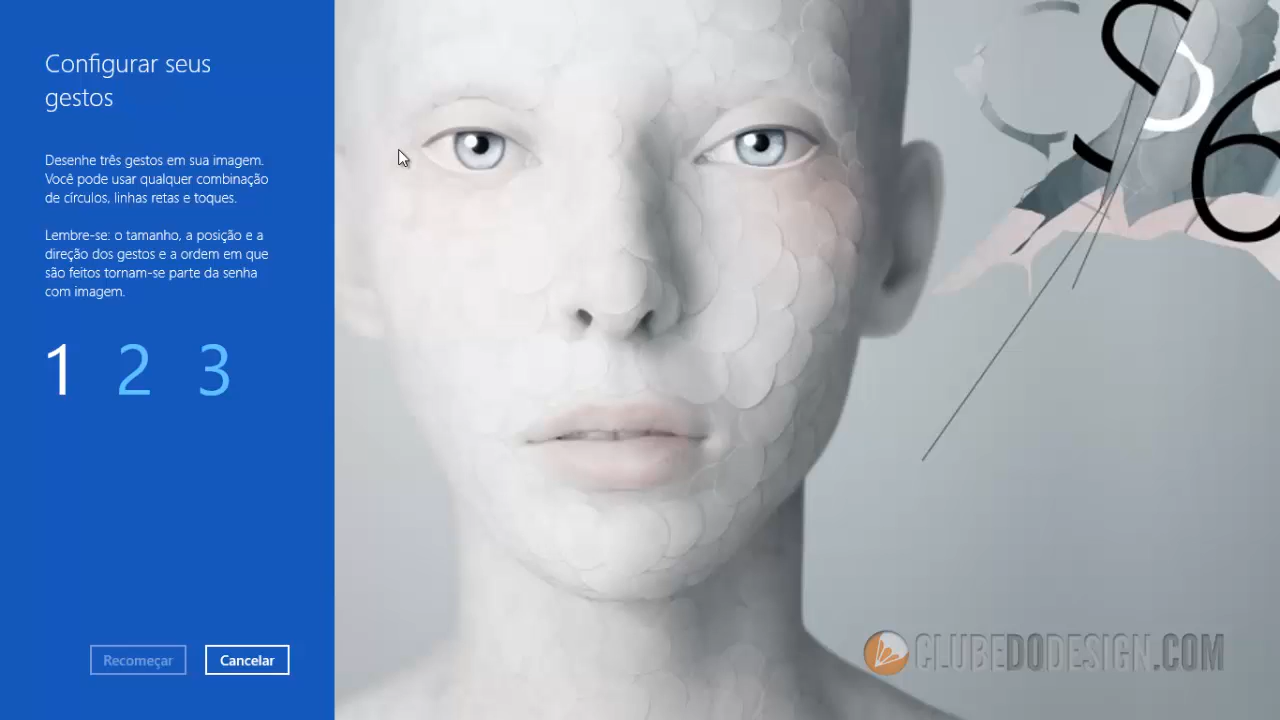 Configurar seus
gestos
Desenhe três gestos em sua imagem.
Você pode usar qualquer combinação
de círculos, linhas retas e toques.
Lembre-se: o tamanho, a posição e a
direção dos gestos e a ordem em que
são feitos tornam-se parte da senha
com imagem.
1 2 3
Recomeçar Cancelar
S6
CLUBEDODESIGN.COM